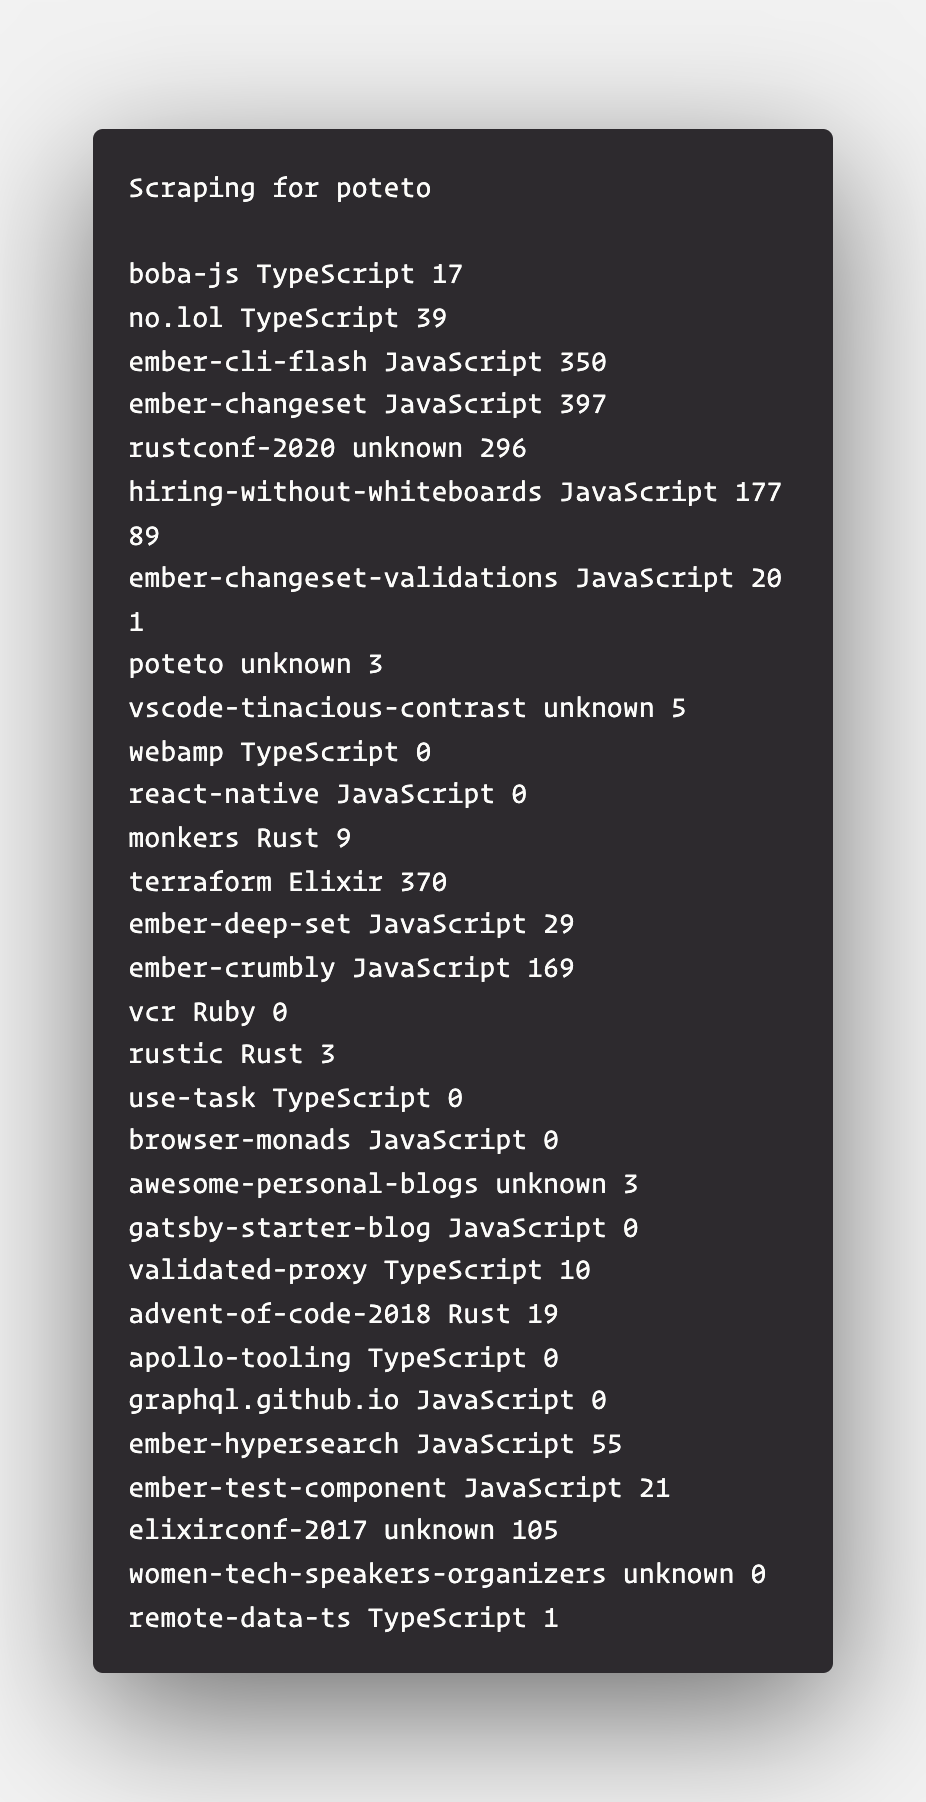 Scraping for poteto
boba-js TypeScript 17
no.lol TypeScript 39
ember-cli-flash JavaScript 350
ember-changeset JavaScript 397
rustconf-2020 unknown 296
hiring-without-whiteboards JavaScript 177
89
ember-changeset-validations JavaScript 20
1
poteto unknown 3
vscode-tinacious-contrast unknown 5
webamp TypeScript 0
react-native JavaScript 0
monkers Rust 9
terraform Elixir 370
ember-deep-set JavaScript 29
ember-crumbly JavaScript 169
vcr Ruby 0
rustic Rust 3
use-task TypeScript 0
browser-monads JavaScript 0
awesome-personal-blogs unknown 3
gatsby-starter-blog JavaScript 0
validated-proxy TypeScript 10
advent-of-code-2018 Rust 19
apollo-tooling TypeScript 0
graphql.github.io JavaScript 0
ember-hypersearch JavaScript 55
ember-test-component JavaScript 21
elixirconf-2017 unknown 105
women-tech-speakers-organizers unknown 0
remote-data-ts TypeScript 1